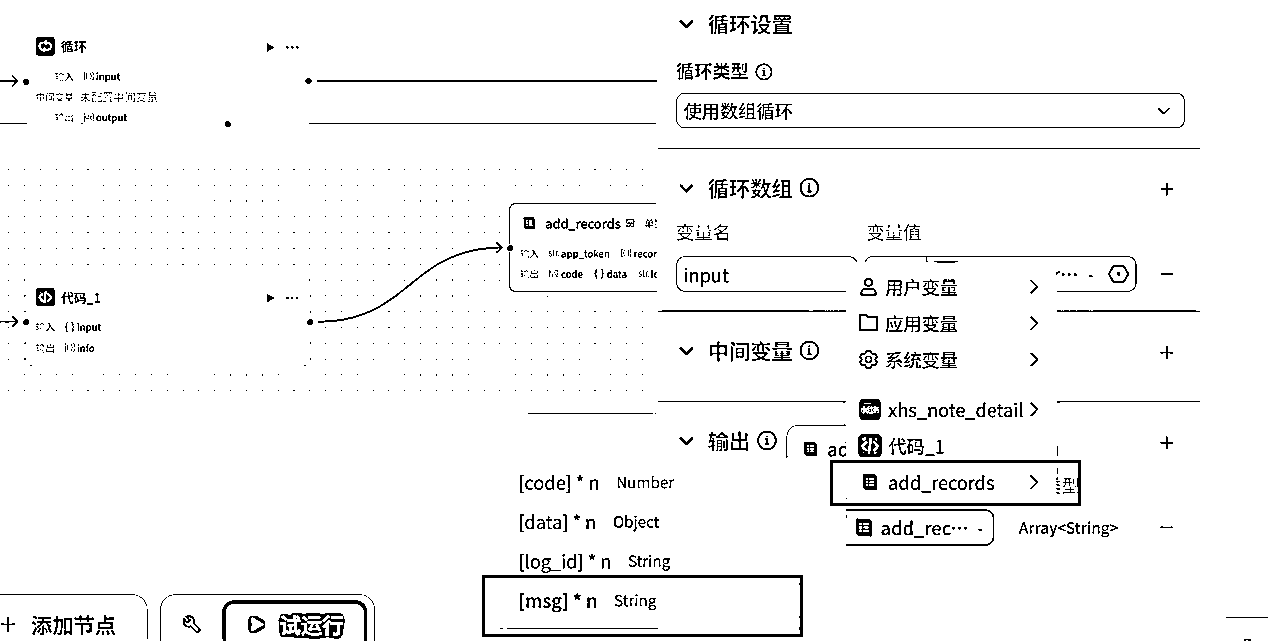 循环
输入 input
中间变量 未配置中间变量
输出 output
代码_1
输入 {} input
输出 info
add_records
输入 str. app_token recor
输出 code {} data
添加节点
试运行
循环设置
循环类型
使用数组循环
循环数组
变量名 变量值
input
用户变量
应用变量
系统变量
中间变量
xhs_note_detail
代码_1
add_records
型
输出
ad
add_rec··· Array<String>
[code] * n Number
[data] * n Object
[log_id] * n String
[msg] * n String